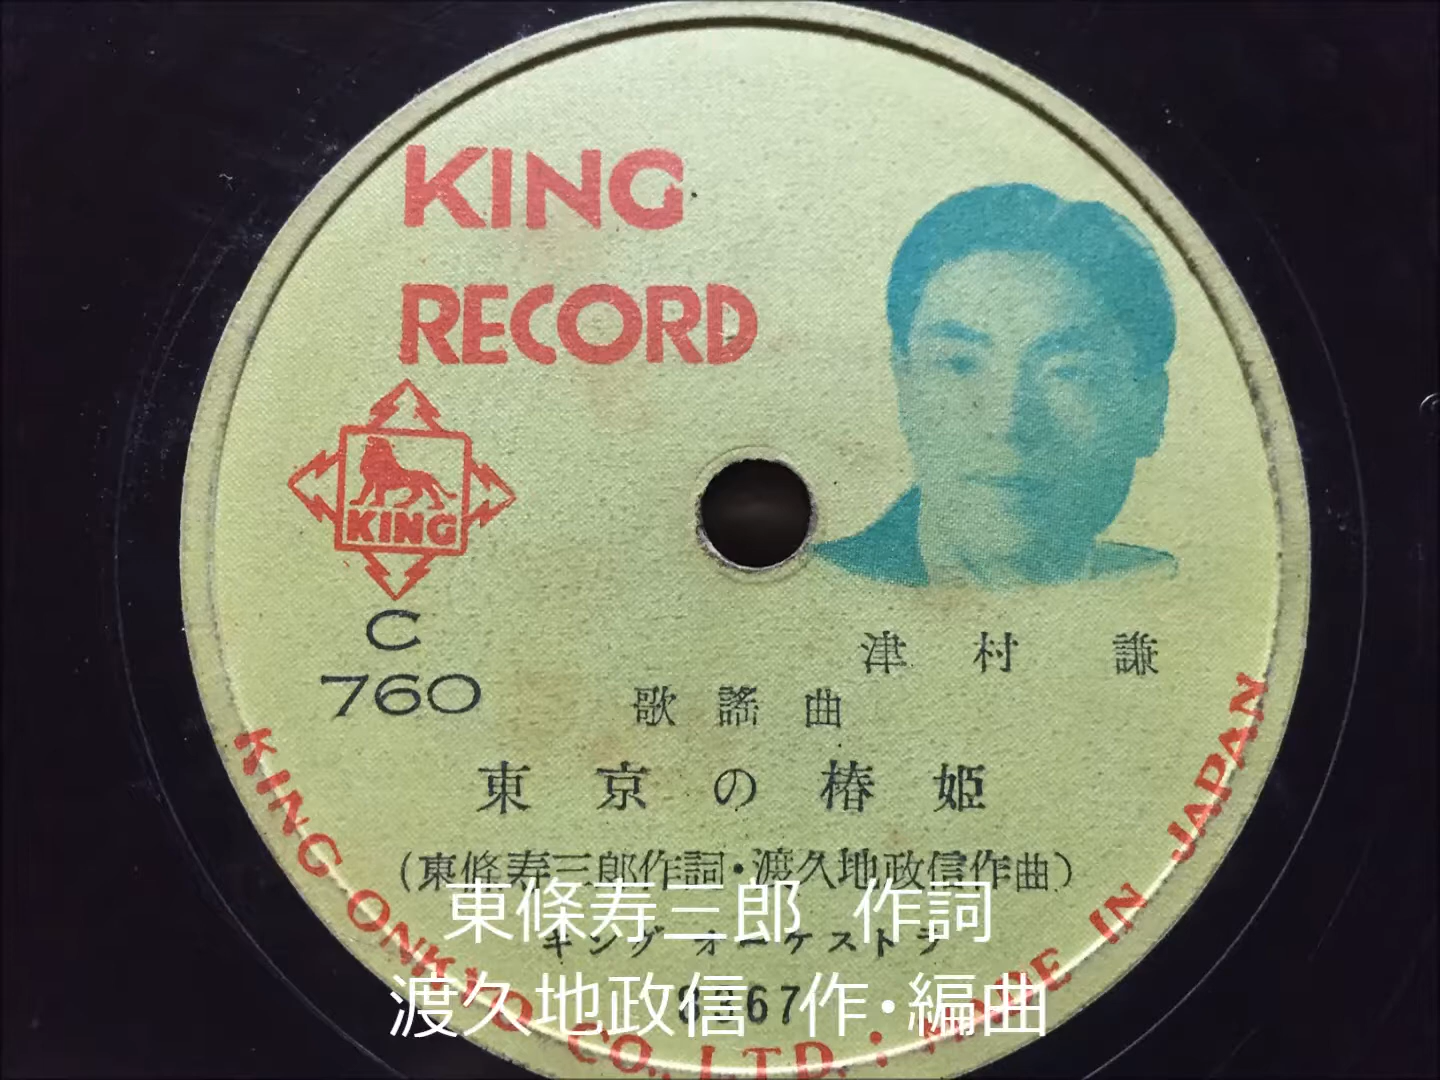 KING
RECORD
KING
C
760
津村 謙
歌謠曲
東京の椿姫
(東條寿三郎作詞・渡久地政信作曲)
キング オーケストラ
東條寿三郎 作詞
渡久地政信 作・編曲
KING ONKYO CO., LTD. : MADE IN JAPAN